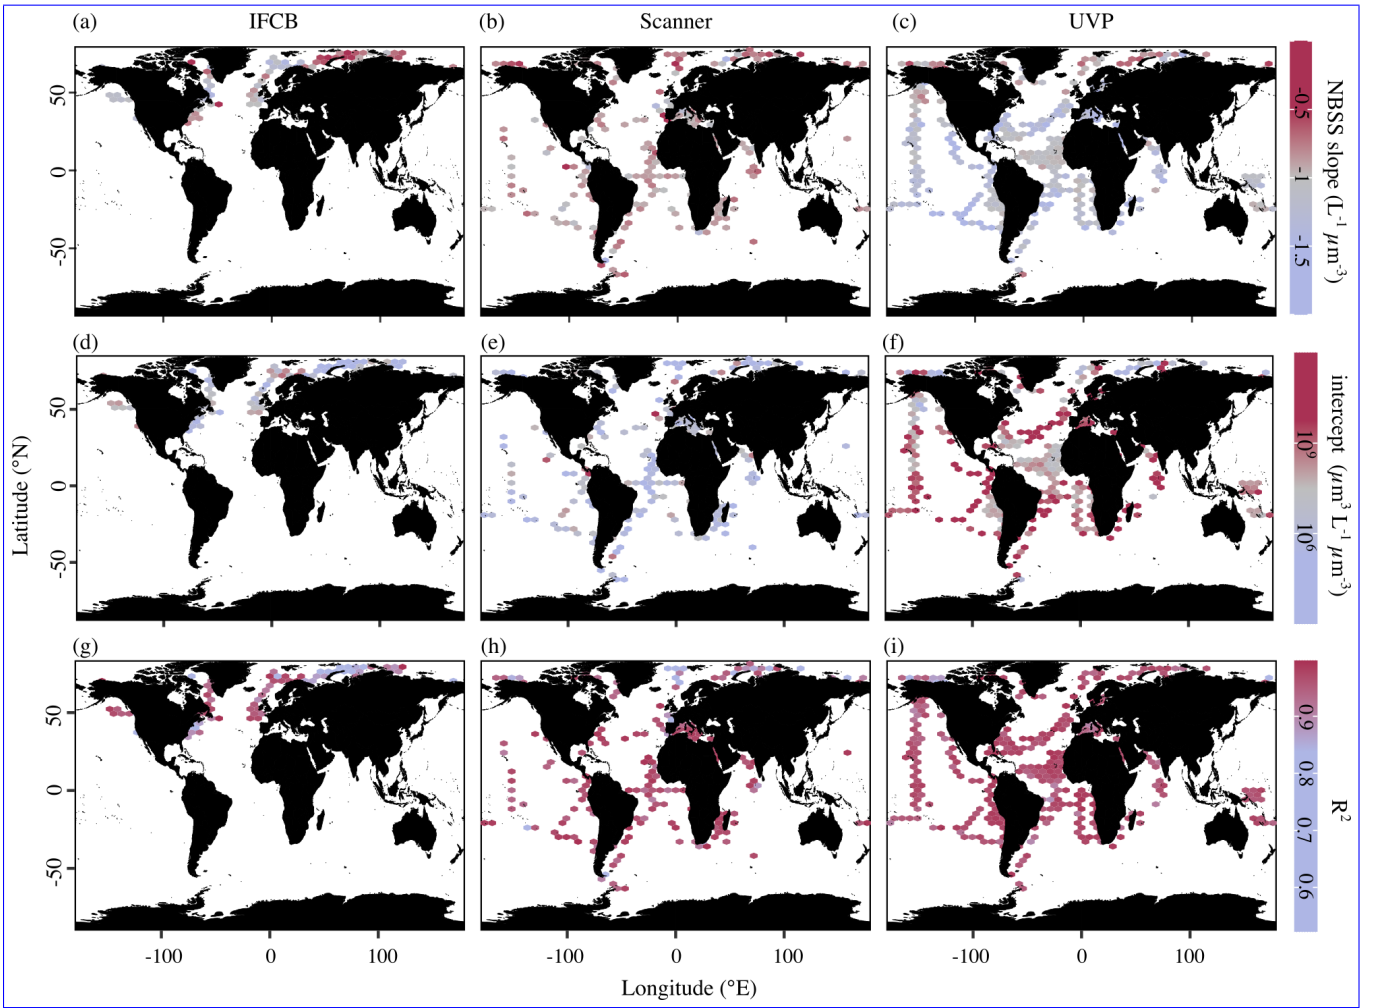 (a) IFCB (b) Scanner (c) UVP
50
0
-50
-0.5
-1
-1.5
NBSS slope (L⁻¹ µm⁻³)
(d) (e) (f)
50
0
-50
10⁹
10⁶
intercept (µm³ L⁻¹ µm⁻³)
Latitude (°N)
(g) (h) (i)
50
0
-50
0.9
0.8
0.7
0.6
R²
-100 0 100 -100 0 100 -100 0 100
Longitude (°E)